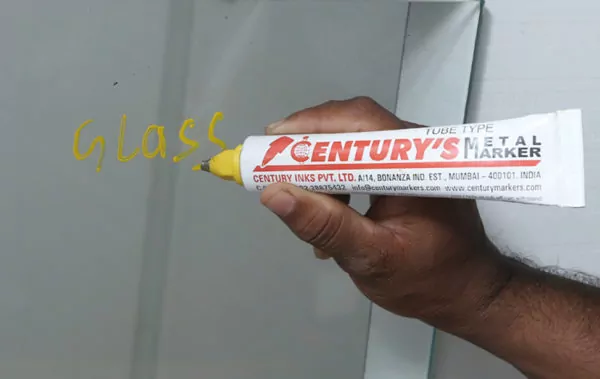 Glass
TUBE TYPE
CENTURY'S METAL MARKER
CENTURY INKS PVT. LTD. A/14, BONANZA IND. EST., MUMBAI - 400101. INDIA
28875432 info@centurymarkers.com www.centurymarkers.com